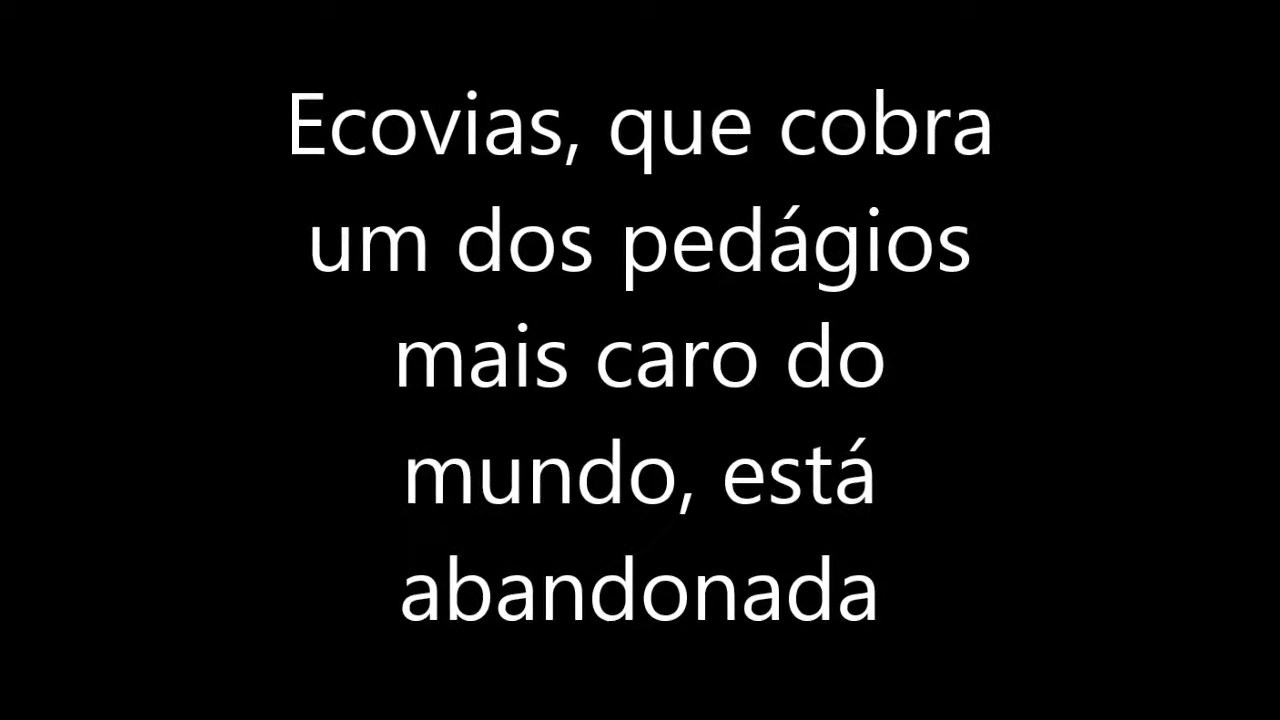 Ecovias, que cobra
um dos pedágios
mais caro do
mundo, está
abandonada